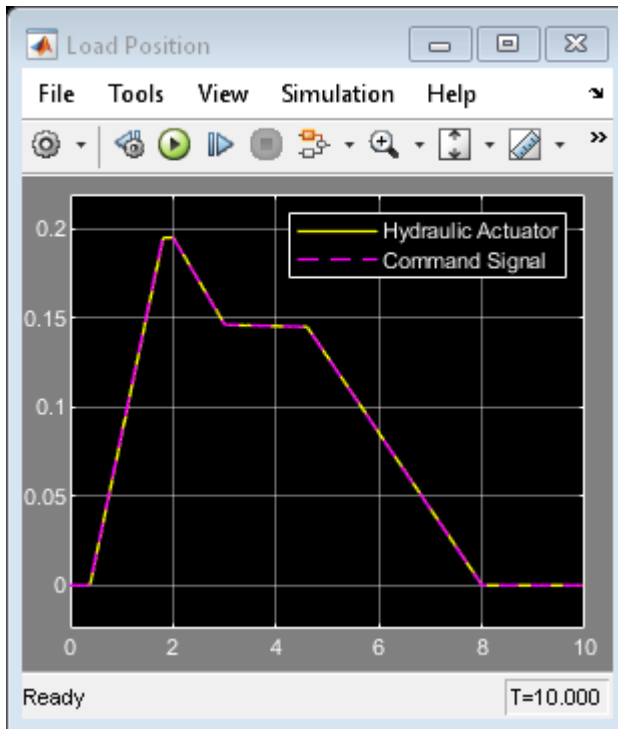 Load Position
File Tools View Simulation Help
Hydraulic Actuator
Command Signal
0.2
0.15
0.1
0.05
0
0 2 4 6 8 10
Ready T=10.000